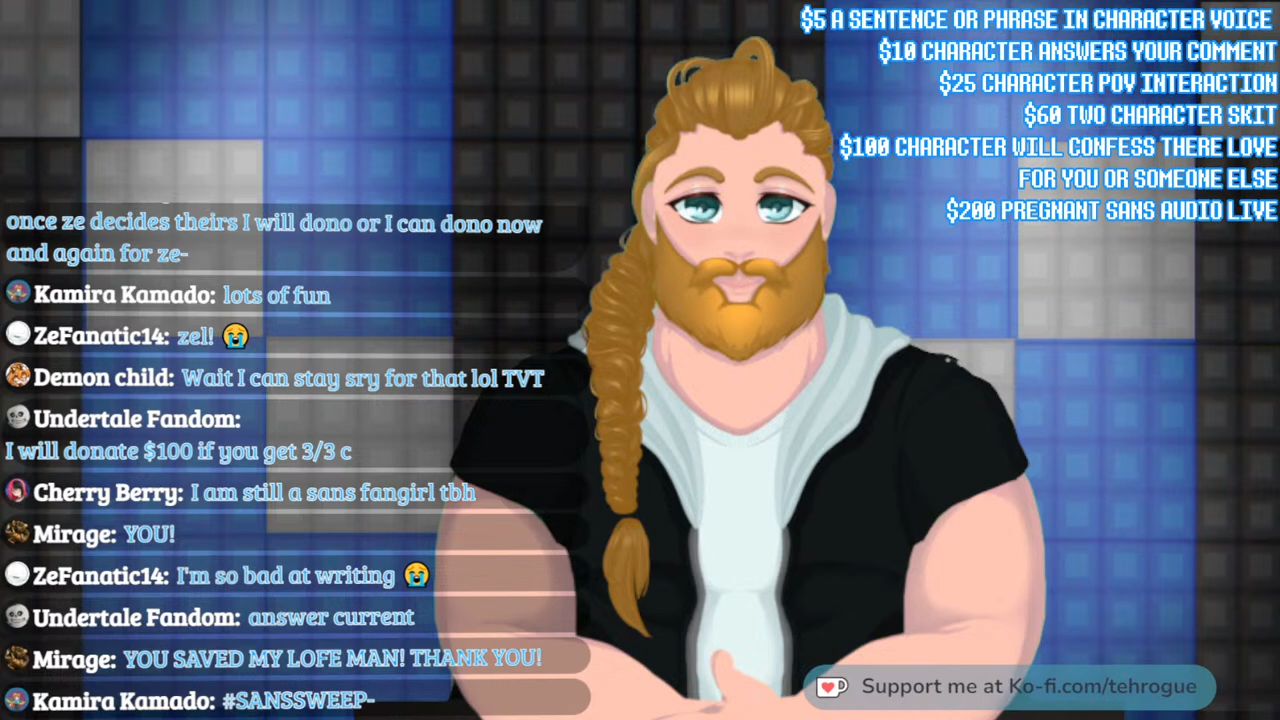 $5 A SENTENCE OR PHRASE IN CHARACTER VOICE
$10 CHARACTER ANSWERS YOUR COMMENT
$25 CHARACTER POV INTERACTION
$60 TWO CHARACTER SKIT
$100 CHARACTER WILL CONFESS THERE LOVE
FOR YOU OR SOMEONE ELSE
$200 PREGNANT SANS AUDIO LIVE
once ze decides theirs I will dono or I can dono now
and again for ze-
Kamira Kamado: lots of fun
ZeFanatic14: zel! 😭
Demon child: Wait I can stay sry for that lol TVT
Undertale Fandom:
I will donate $100 if you get 3/3 c
Cherry Berry: I am still a sans fangirl tbh
Mirage: YOU!
ZeFanatic14: I'm so bad at writing 😭
Undertale Fandom: answer current
Mirage: YOU SAVED MY LOFE MAN! THANK YOU!
Kamira Kamado: #SANSSWEEP-
Support me at Ko-fi.com/tehrogue